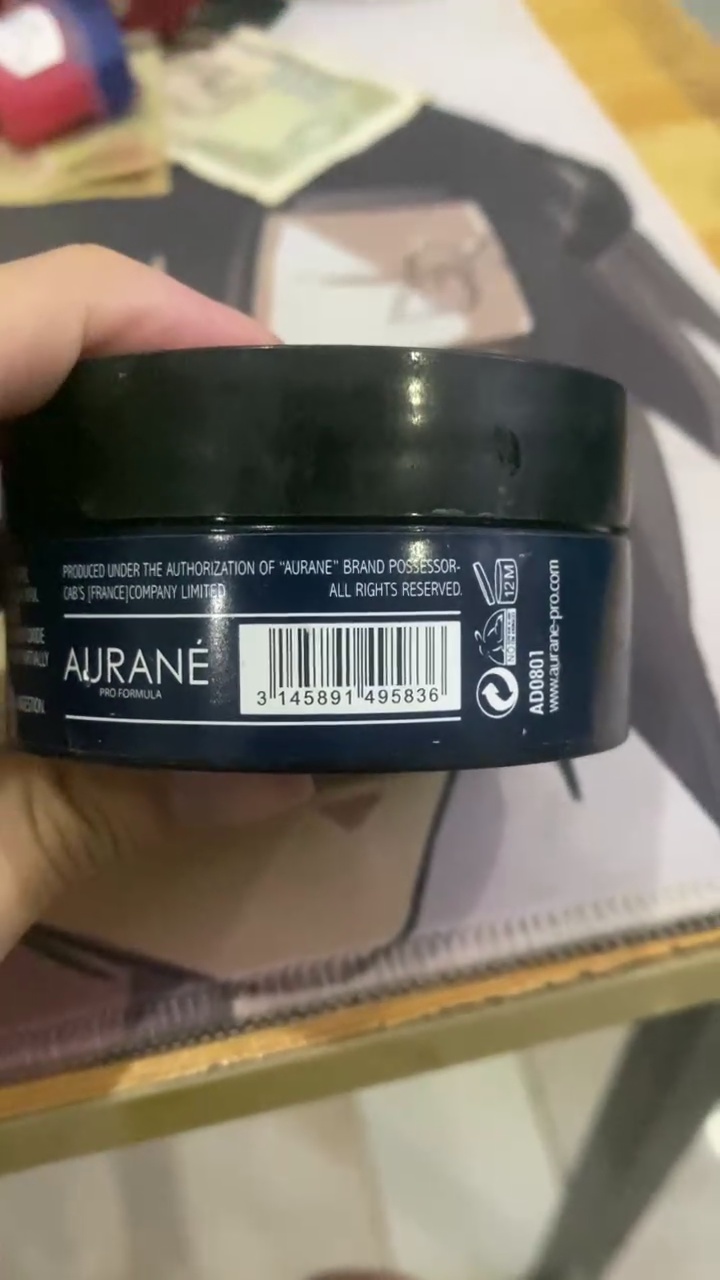 PRODUCED UNDER THE AUTHORIZATION OF "AURANE" BRAND POSSESSOR-
CAB'S [FRANCE]COMPANY LIMITED ALL RIGHTS RESERVED.
AURANÉ
PRO FORMULA
3 145891 495836
12 M
AD0801
www.aurane-pro.com